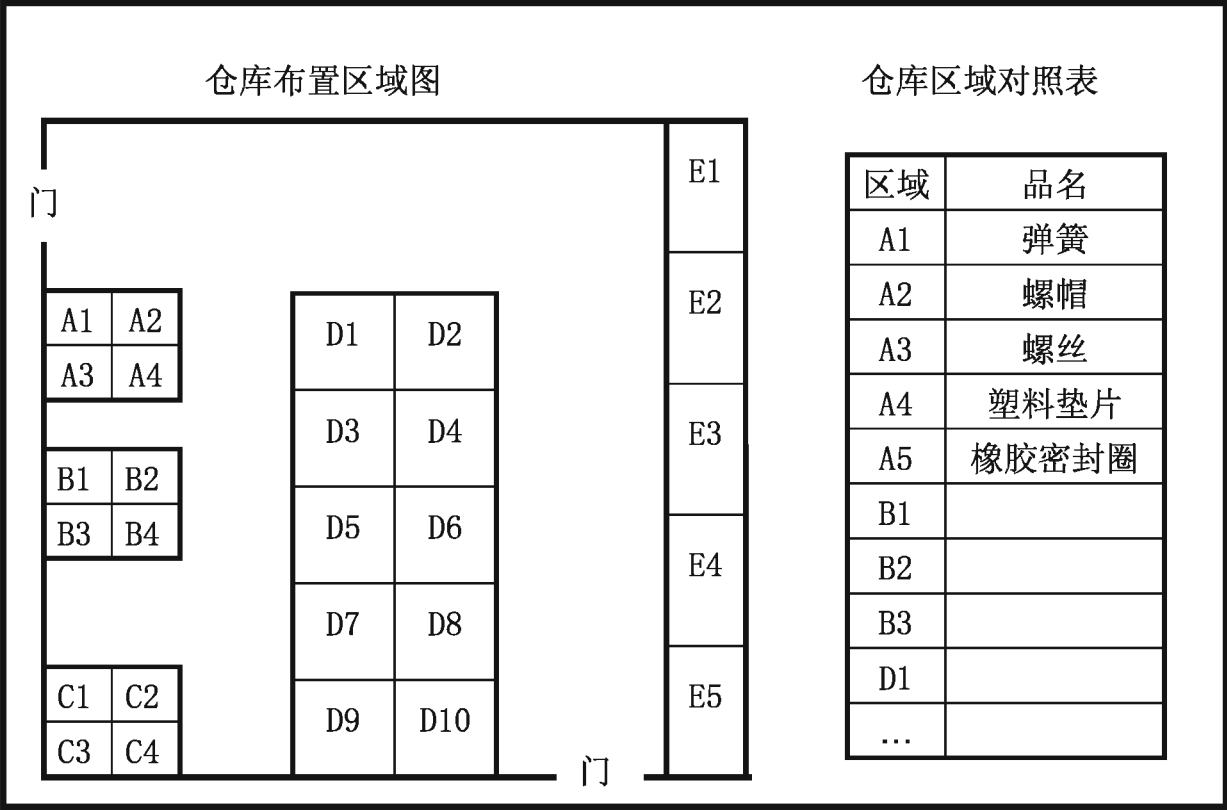 仓库布置区域图
门
A1 A2
A3 A4
B1 B2
B3 B4
C1 C2
C3 C4
D1 D2
D3 D4
D5 D6
D7 D8
D9 D10
E1
E2
E3
E4
E5
门
仓库区域对照表
区域 品名
A1 弹簧
A2 螺帽
A3 螺丝
A4 塑料垫片
A5 橡胶密封圈
B1
B2
B3
D1
…